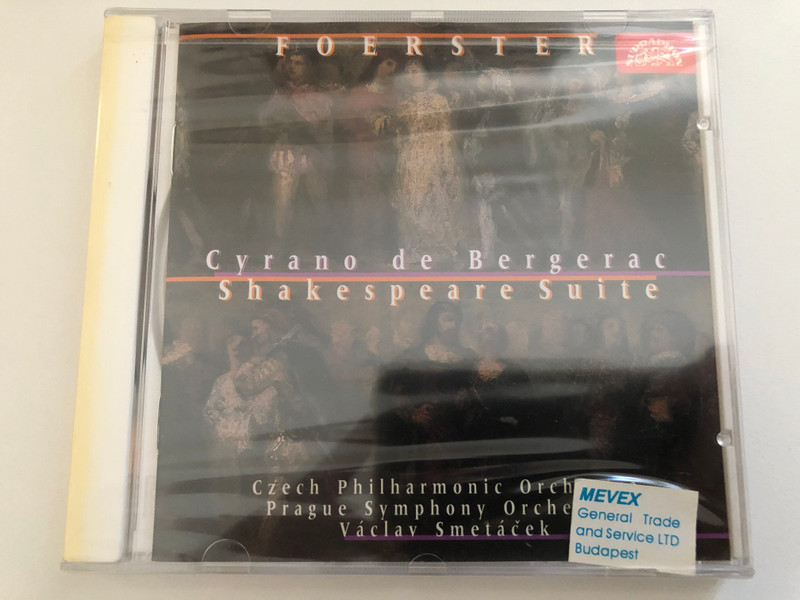 FOERSTER
SUPRAPHON
Cyrano de Bergerac
Shakespeare Suite
Czech Philharmonic Orch
Prague Symphony Orche
Václav Smetáček
MEVEX
General Trade
and Service LTD
Budapest